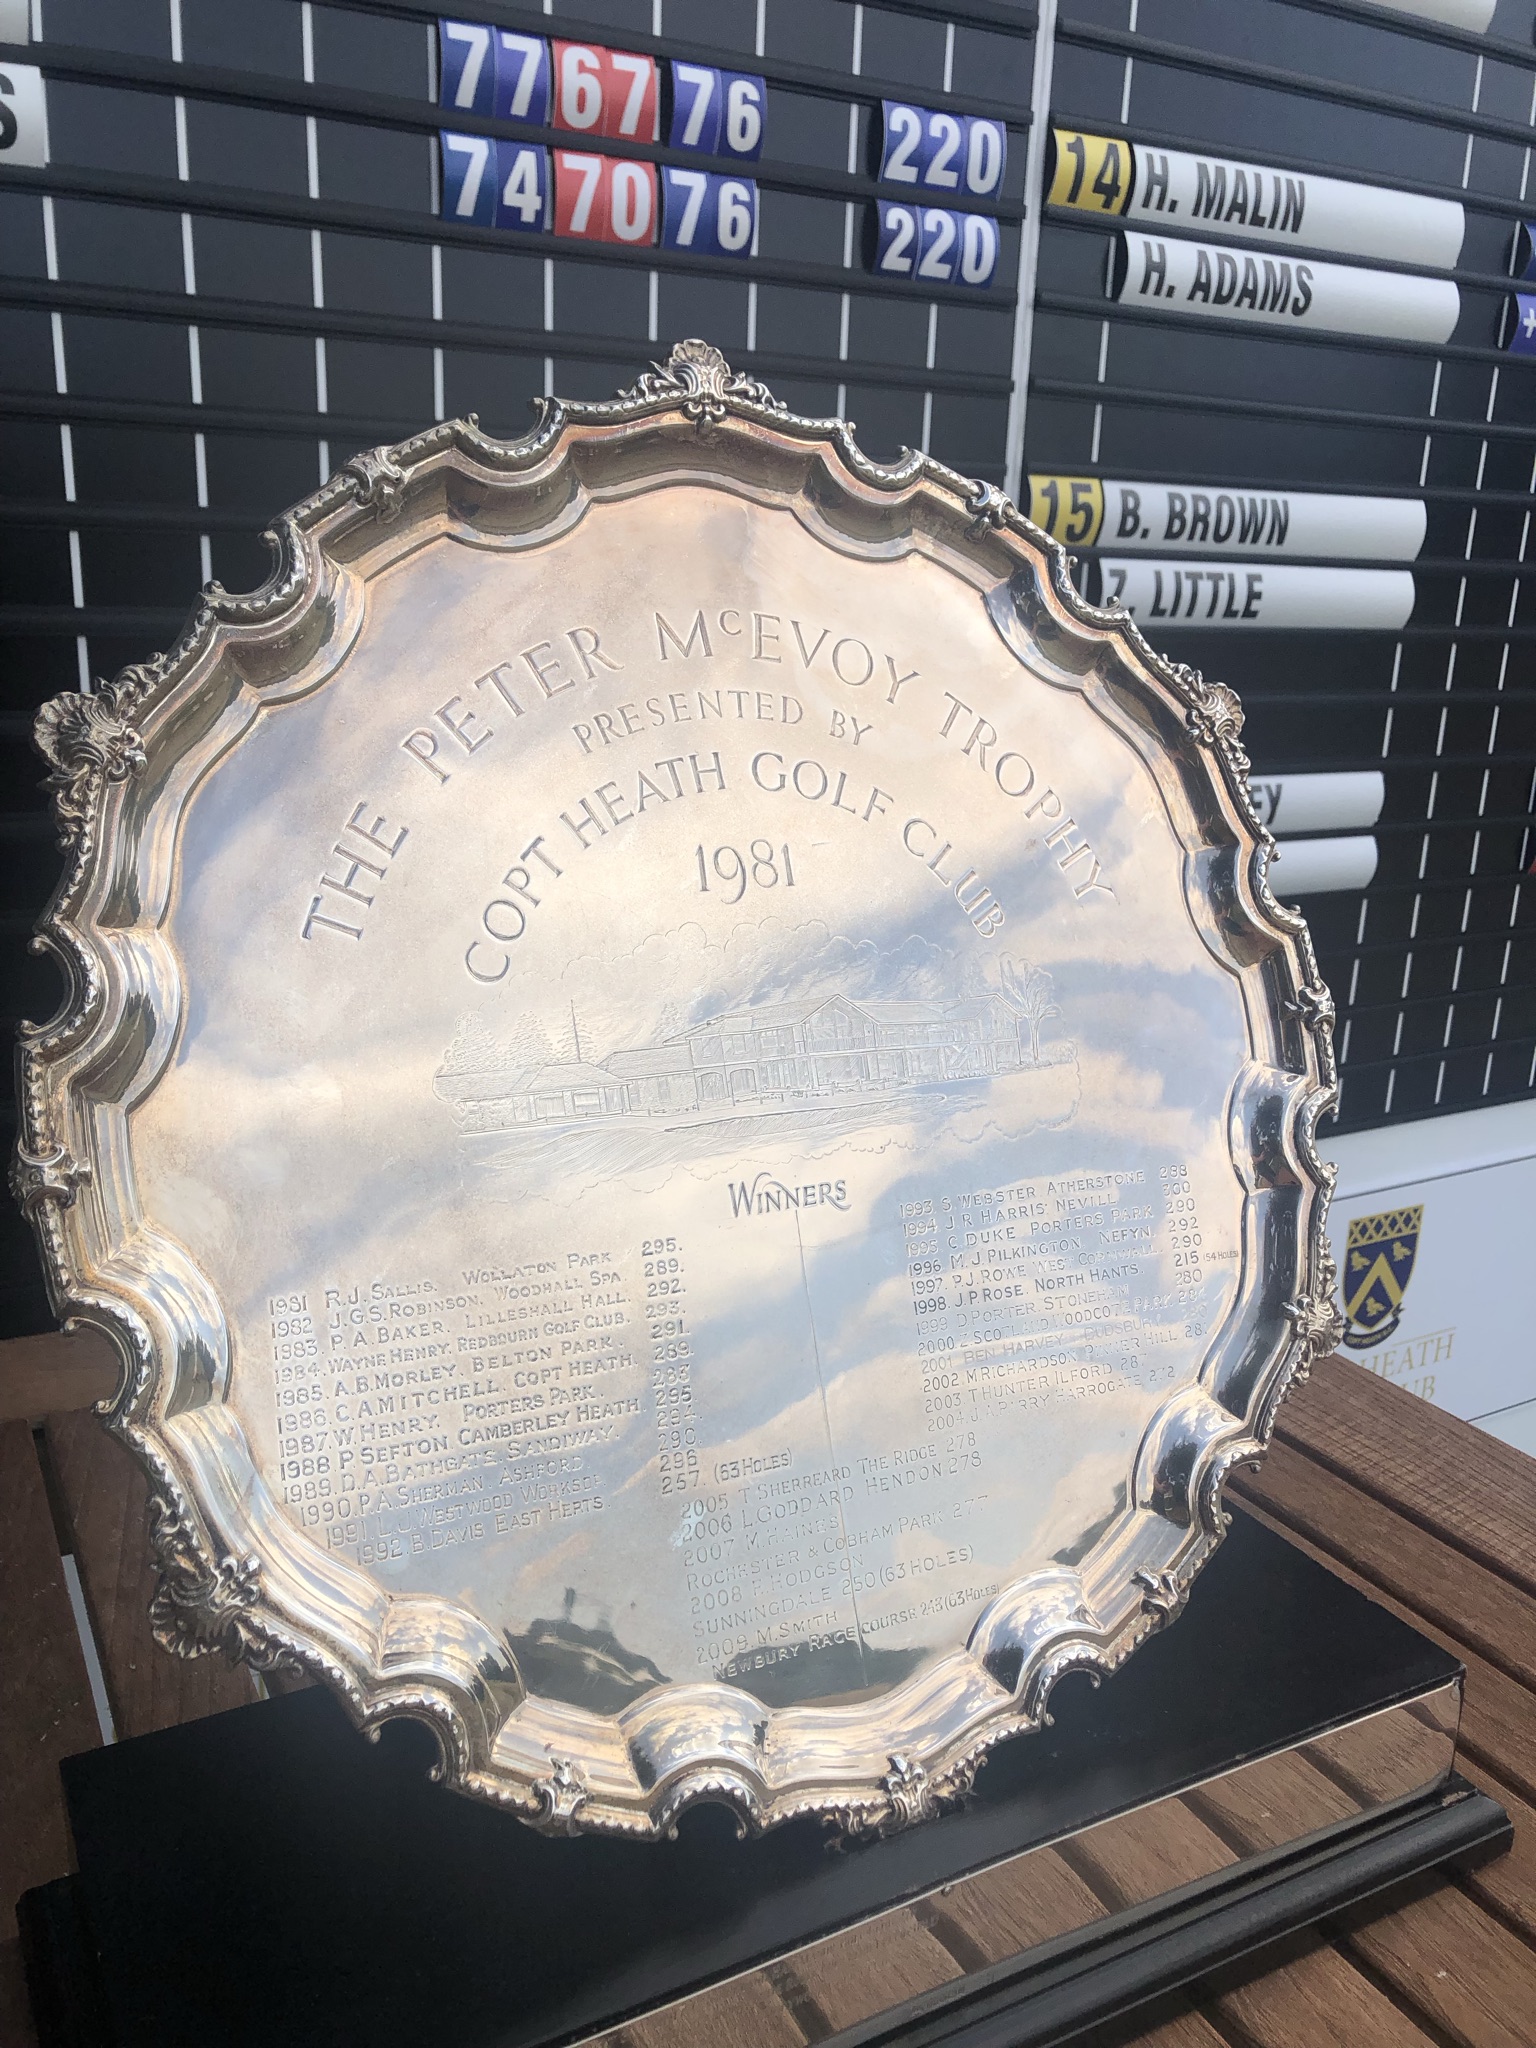 77 67 76 220
74 70 76 220
14 H. MALIN
H. ADAMS
15 B. BROWN
Z. LITTLE
THE PETER McEVOY TROPHY
PRESENTED BY
COPT HEATH GOLF CLUB
1981
WINNERS
1981 R.J. SALLIS. WOLLATON PARK 295.
1982 J.G.S. ROBINSON. WOODHALL SPA. 289.
1983. P.A. BAKER. LILLESHALL HALL. 292.
1984. WAYNE HENRY. REDBOURN GOLF CLUB. 293.
1985. A.B. MORLEY. BELTON PARK. 291.
1986. C.A. MITCHELL. COPT HEATH. 289.
1987. W. HENRY. PORTERS PARK. 283
1988 P. SEFTON. CAMBERLEY HEATH. 295
1989. D.A. BATHGATE. SANDIWAY. 294.
1990. P.A. SHERMAN. ASHFORD. 290.
1991 L.J. WESTWOOD WORKSOP 296
1992. B. DAVIS EAST HERTS. 257. (63 HOLES)
1993. S. WEBSTER ATHERSTONE 288
1994 J.R HARRIS NEVILL 300
1995 C. DUKE PORTERS PARK 290
1996 M.J. PILKINGTON NEFYN 292
1997. P.J. ROWE WEST CORNWALL. 290
1998. J.P. ROSE. NORTH HANTS. 215 (54 HOLES)
1999 D PORTER STONEHAM 280
2000 Z SCOTLAND WOODCOTE PARK
2001 BEN HARVEY
2002 M RICHARDSON PINNER HILL
2003 T HUNTER ILFORD
2004 J.A. PARRY HARROGATE 272
2005 T. SHERREARD THE RIDGE 278
2006 L. GODDARD HENDON 278
2007 M. HAINES
ROCHESTER & COBHAM PARK 277
2008 HODGSON
SUNNINGDALE 250 (63 HOLES)
2009. M. SMITH
NEWBURY RACE COURSE 243 (63 HOLES)
HEATH